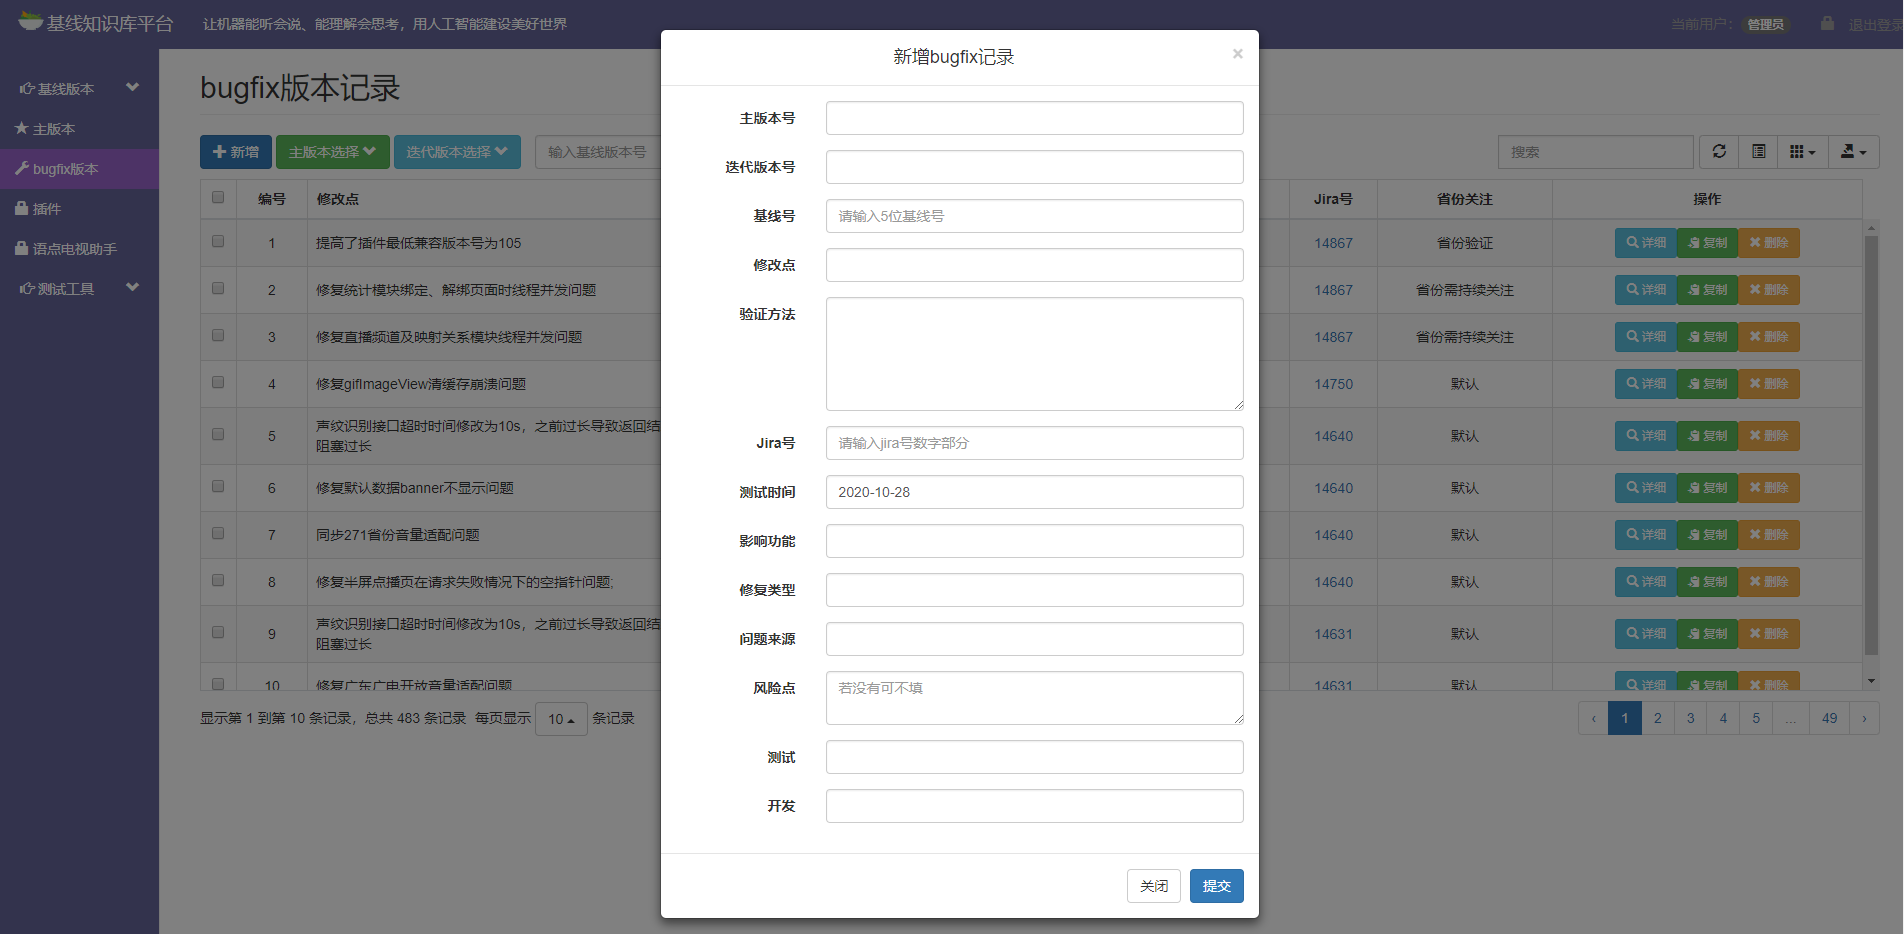 基线知识库平台
让机器能听会说、能理解会思考，用人工智能建设美好世界
当前用户：
管理员
退出登录
基线版本
主版本
bugfix版本
插件
语点电视助手
测试工具
bugfix版本记录
新增
主版本选择
迭代版本选择
输入基线版本号
搜索
编号 修改点 Jira号 省份关注 操作
1 提高了插件最低兼容版本号为105 14867 省份验证 详细 复制 删除
2 修复统计模块绑定、解绑页面时线程并发问题 14867 省份需持续关注 详细 复制 删除
3 修复直播频道及映射关系模块线程并发问题 14867 省份需持续关注 详细 复制 删除
4 修复gifImageView清缓存崩溃问题 14750 默认 详细 复制 删除
5 声纹识别接口超时时间修改为10s，之前过长导致返回结
阻塞过长 14640 默认 详细 复制 删除
6 修复默认数据banner不显示问题 14640 默认 详细 复制 删除
7 同步271省份音量适配问题 14640 默认 详细 复制 删除
8 修复半屏点播页在请求失败情况下的空指针问题; 14640 默认 详细 复制 删除
9 声纹识别接口超时时间修改为10s，之前过长导致返回结
阻塞过长 14631 默认 详细 复制 删除
10 修复广东广电开放音量适配问题 14631 默认 详细 复制 删除
显示第 1 到第 10 条记录，总共 483 条记录 每页显示 10 条记录
‹ 1 2 3 4 5 ... 49 ›
新增bugfix记录
×
主版本号
迭代版本号
基线号 请输入5位基线号
修改点
验证方法
Jira号 请输入jira号数字部分
测试时间 2020-10-28
影响功能
修复类型
问题来源
风险点 若没有可不填
测试
开发
关闭 提交